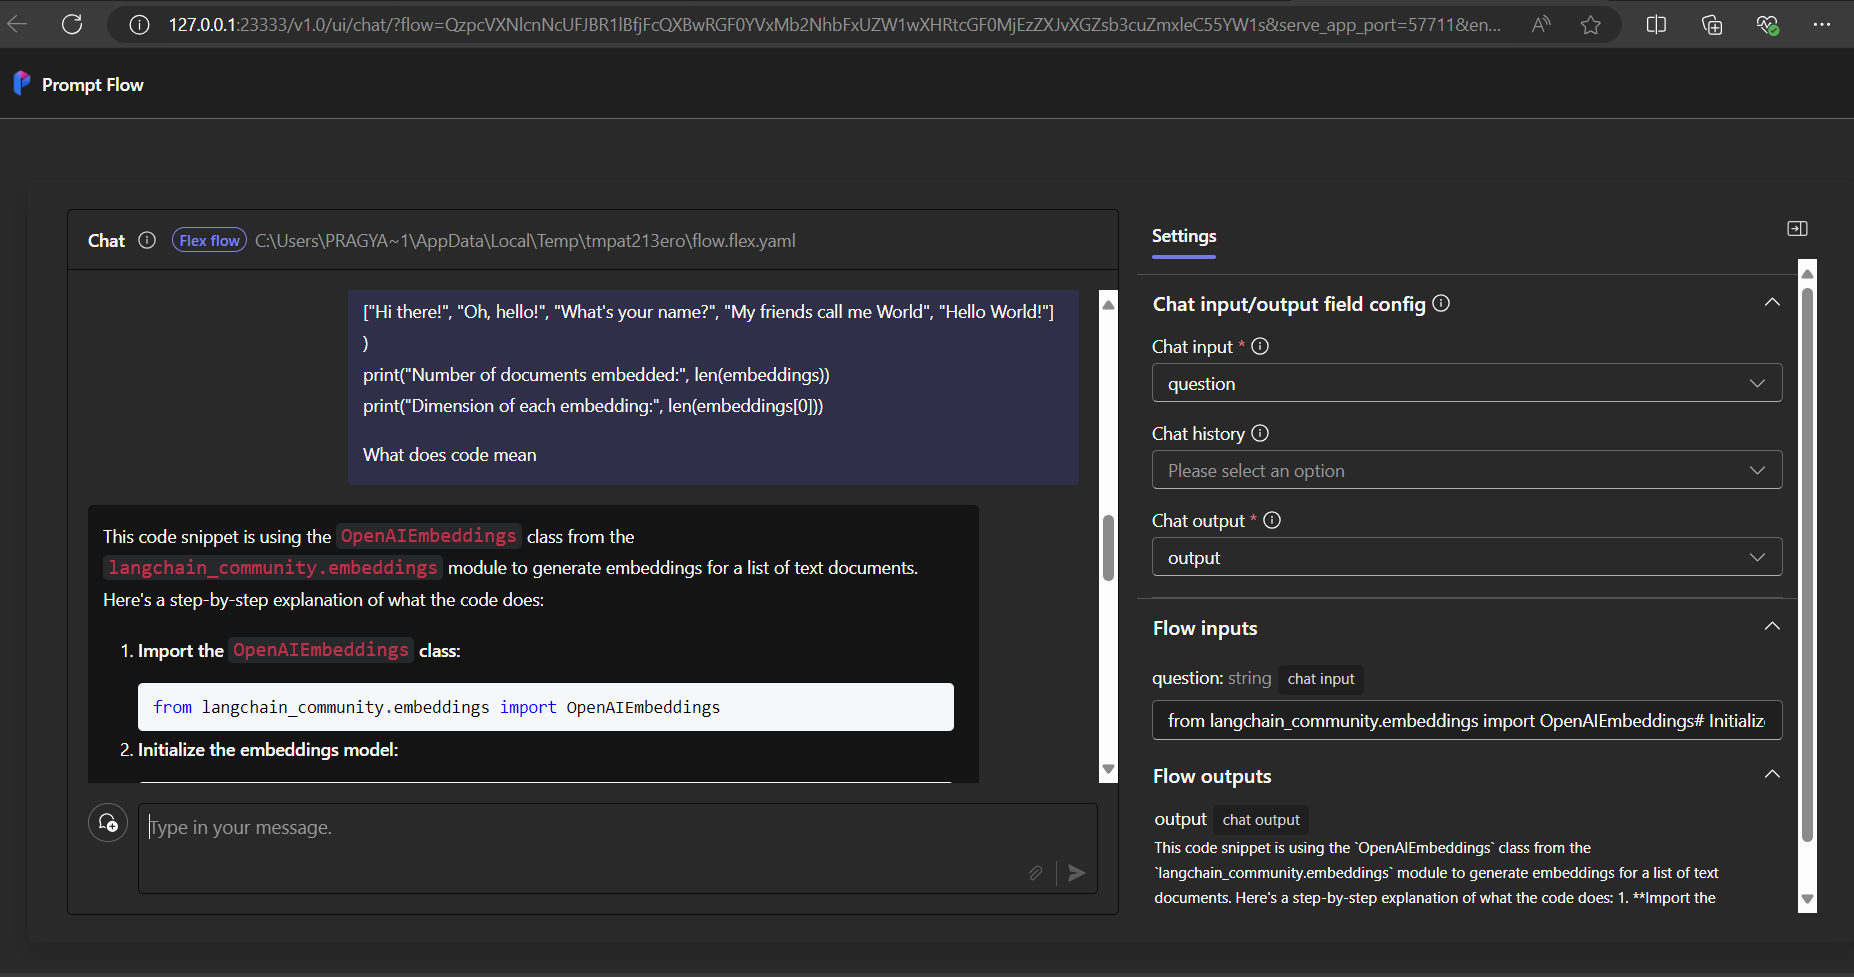 127.0.0.1:23333/v1.0/ui/chat/?flow=QzpcVXNlcnNcUFJBR1lBfjFcQXBwRGF0YVxMb2NhbFxUZW1wXHRtcGF0MjEzZXJvXGZsb3cuZmxleC55YW1s&serve_app_port=57711&en...
Prompt Flow
Chat Flex flow C:\Users\PRAGYA~1\AppData\Local\Temp\tmpat213ero\flow.flex.yaml
["Hi there!", "Oh, hello!", "What's your name?", "My friends call me World", "Hello World!"]
)
print("Number of documents embedded:", len(embeddings))
print("Dimension of each embedding:", len(embeddings[0]))
What does code mean
This code snippet is using the OpenAIEmbeddings class from the
langchain_community.embeddings module to generate embeddings for a list of text documents.
Here's a step-by-step explanation of what the code does:
1. Import the OpenAIEmbeddings class:
from langchain_community.embeddings import OpenAIEmbeddings
2. Initialize the embeddings model:
Type in your message.
Settings
Chat input/output field config
Chat input *
question
Chat history
Please select an option
Chat output *
output
Flow inputs
question: string chat input
from langchain_community.embeddings import OpenAIEmbeddings# Initializ
Flow outputs
output chat output
This code snippet is using the `OpenAIEmbeddings` class from the
`langchain_community.embeddings` module to generate embeddings for a list of text
documents. Here's a step-by-step explanation of what the code does: 1. **Import the